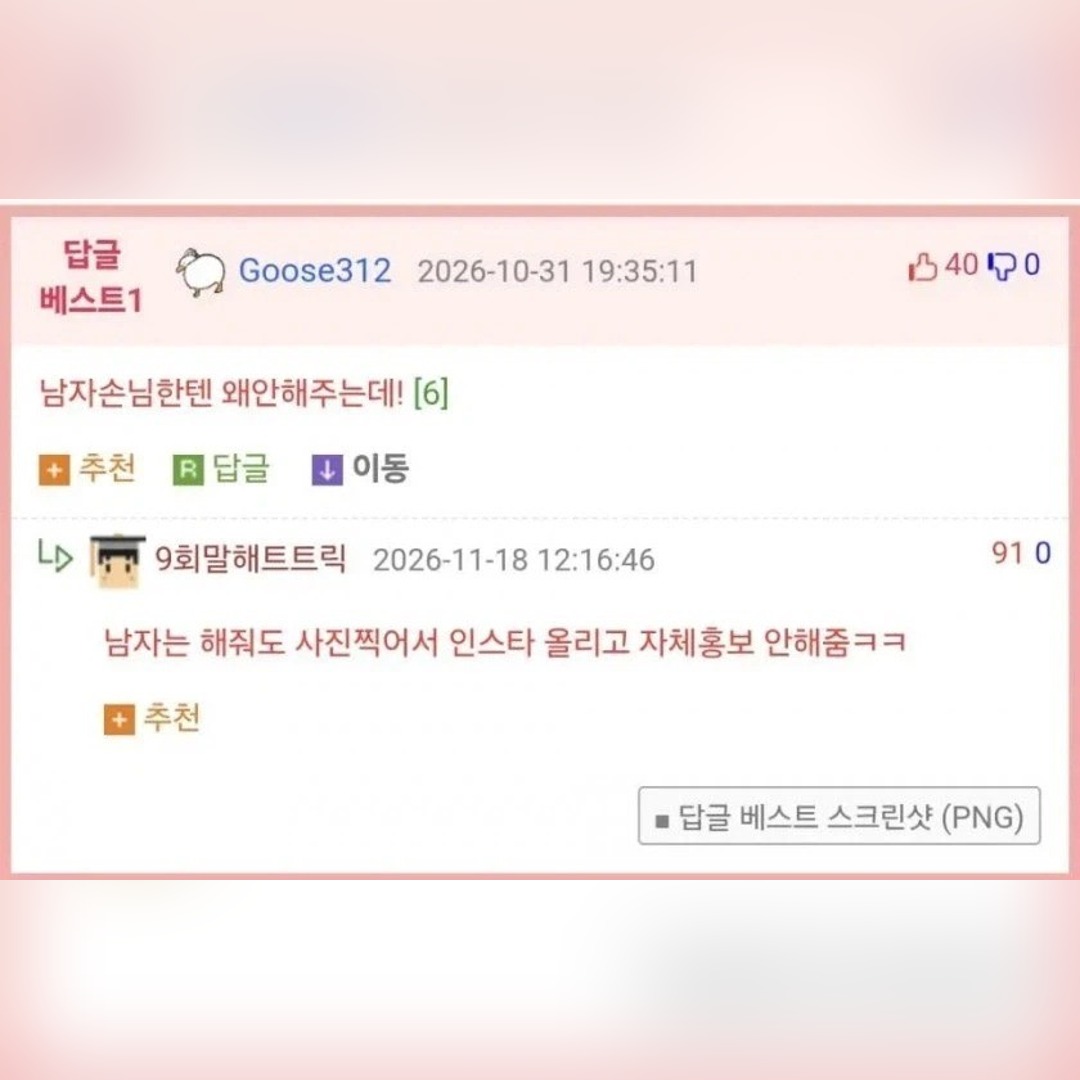 답글
베스트1
Goose312 2026-10-31 19:35:11 40 0
남자손님한텐 왜안해주는데! [6]
+ 추천 R 답글 ↓ 이동
9회말해트트릭 2026-11-18 12:16:46 91 0
남자는 해줘도 사진찍어서 인스타 올리고 자체홍보 안해줌ㅋㅋ
+ 추천
■ 답글 베스트 스크린샷 (PNG)